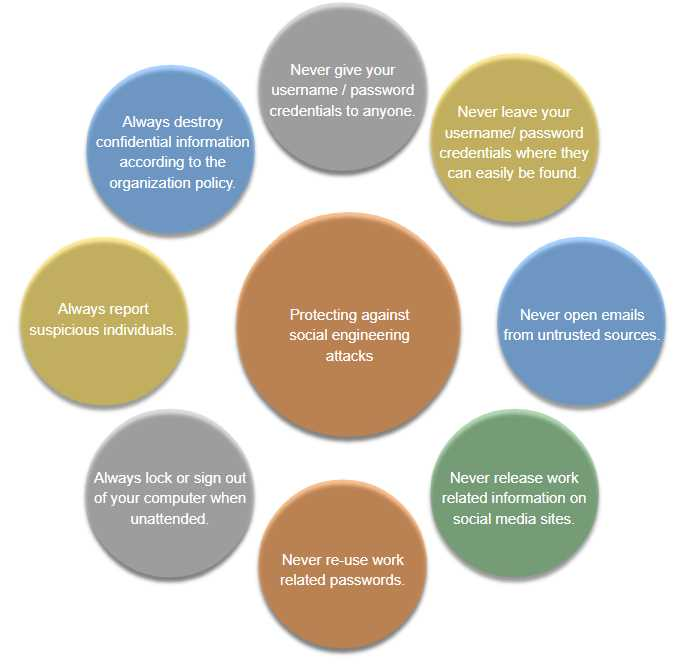 Never give your
username / password
credentials to anyone.
Never leave your
username/ password
credentials where they
can easily be found.
Never open emails
from untrusted sources.
Never release work
related information on
social media sites.
Never re-use work
related passwords.
Always lock or sign out
of your computer when
unattended.
Always report
suspicious individuals.
Always destroy
confidential information
according to the
organization policy.
Protecting against
social engineering
attacks